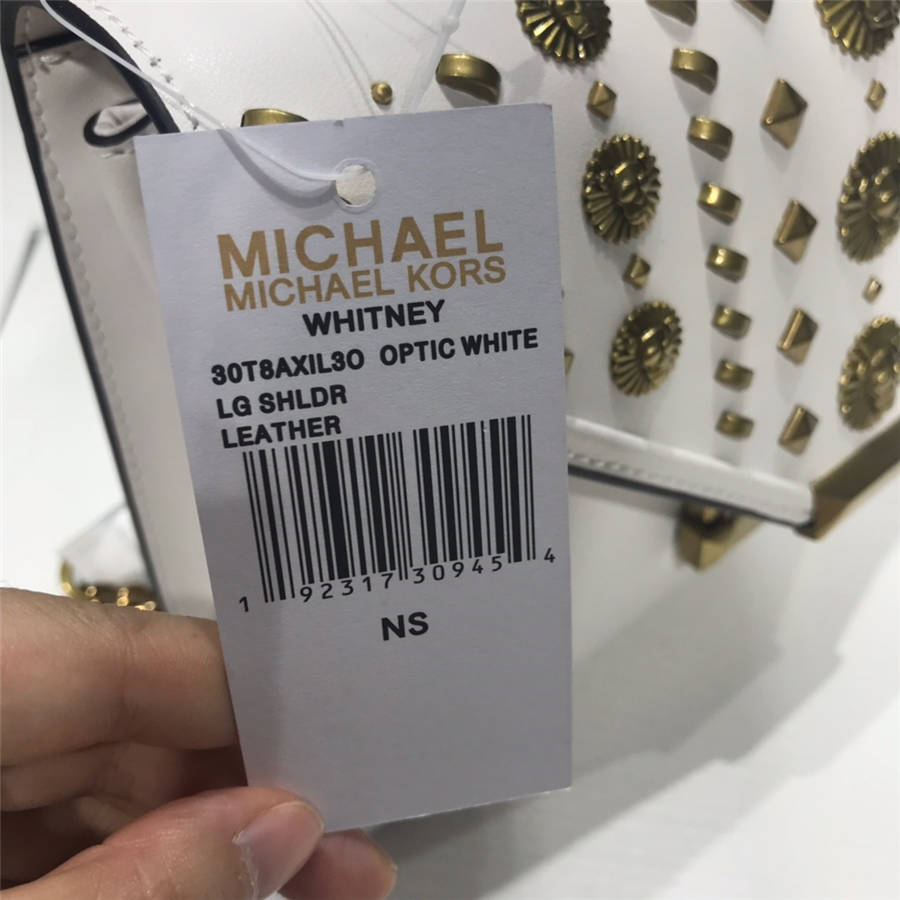 MICHAEL
MICHAEL KORS
WHITNEY
30T8AXIL3O OPTIC WHITE
LG SHLDR
LEATHER
1 92317 30945 4
NS